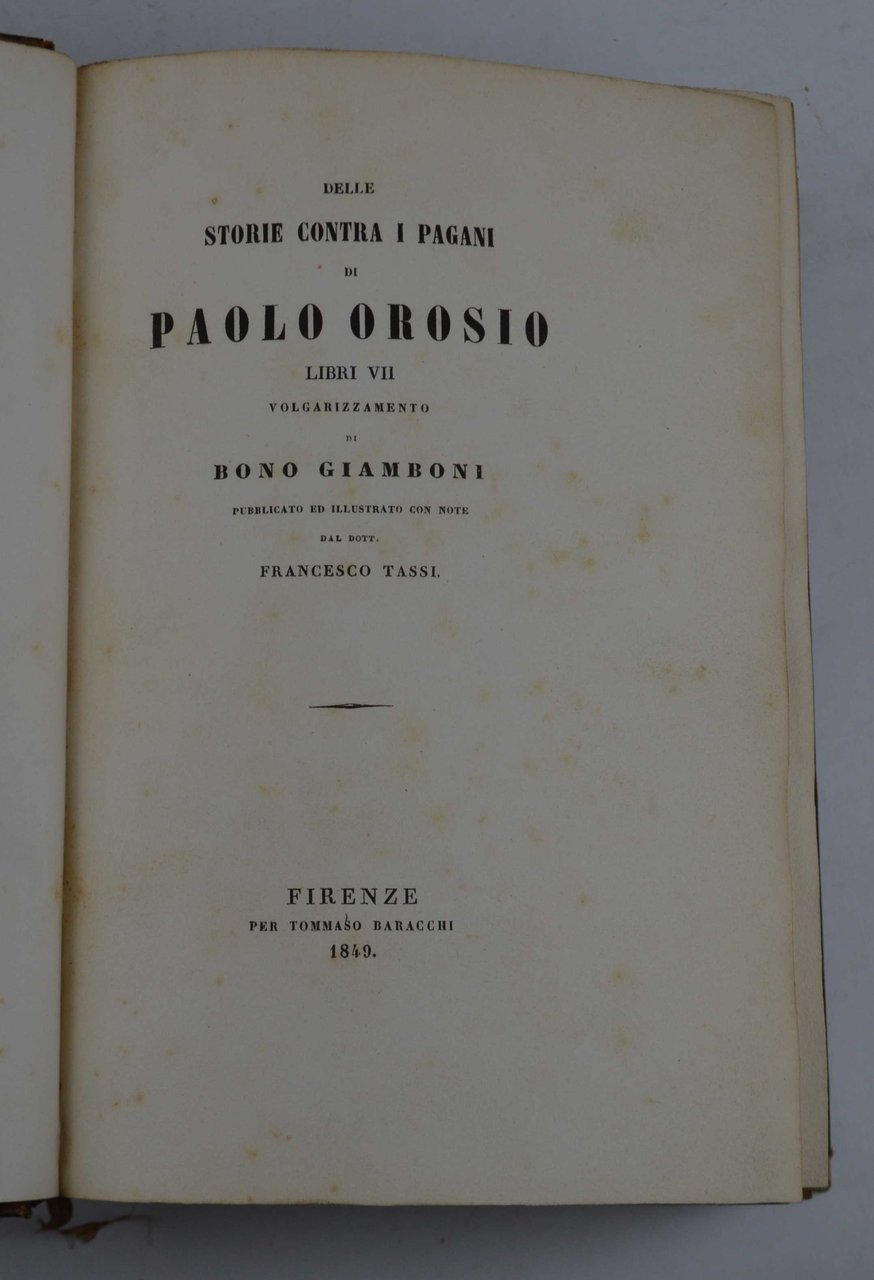 DELLE
STORIE CONTRA I PAGANI
DI
PAOLO OROSIO
LIBRI VII
VOLGARIZZAMENTO
DI
BONO GIAMBONI
PUBBLICATO ED ILLUSTRATO CON NOTE
DAL DOTT.
FRANCESCO TASSI.
FIRENZE
PER TOMMASO BARACCHI
1849.